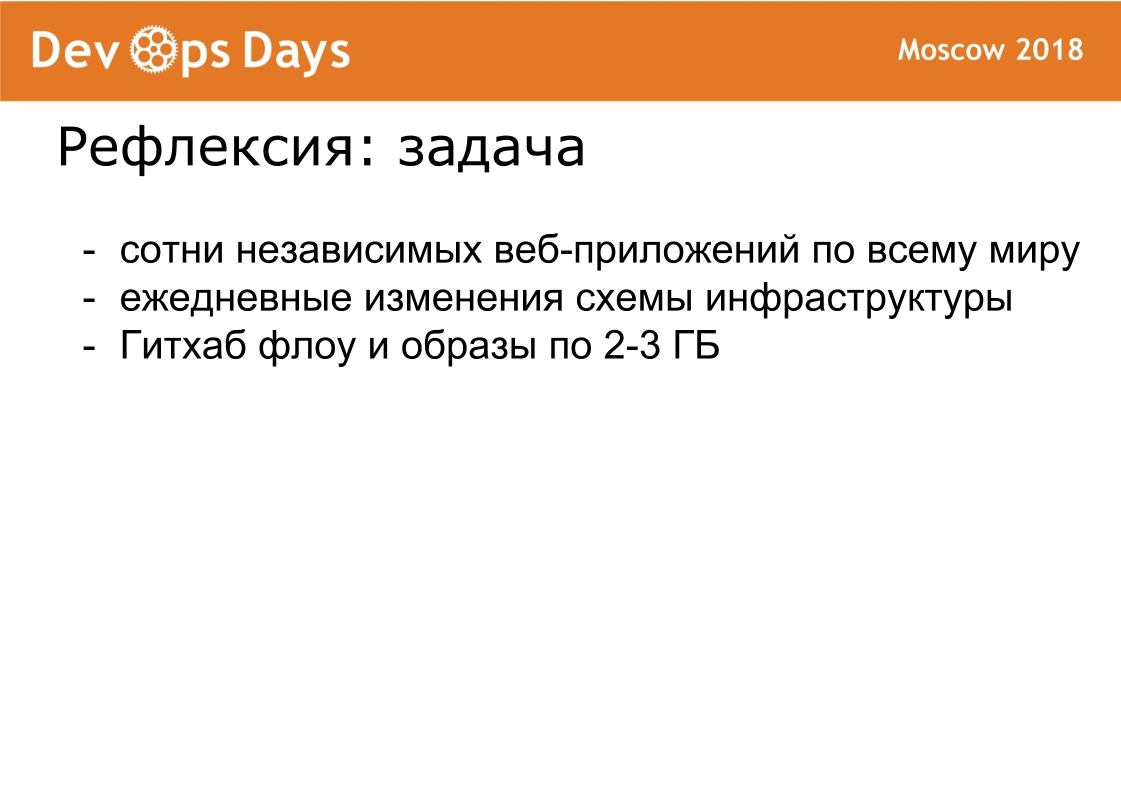 DevOps Days
Moscow 2018
Рефлексия: задача
- сотни независимых веб-приложений по всему миру
- ежедневные изменения схемы инфраструктуры
- Гитхаб флоу и образы по 2-3 ГБ